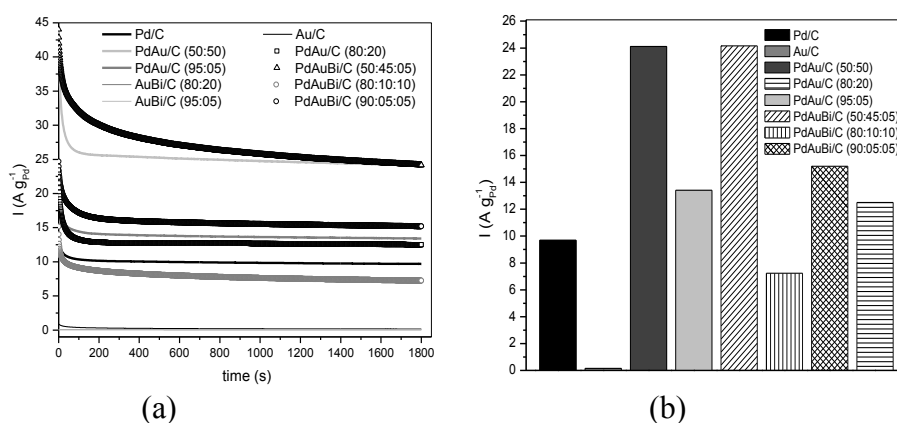 45
40
35
30
25
20
15
10
5
0
I (A g⁻¹Pd)
Pd/C
PdAu/C (50:50)
PdAu/C (95:05)
AuBi/C (80:20)
AuBi/C (95:05)
Au/C
PdAu/C (80:20)
PdAuBi/C (50:45:05)
PdAuBi/C (80:10:10)
PdAuBi/C (90:05:05)
0 200 400 600 800 1000 1200 1400 1600 1800
time (s)
(a)
26
24
22
20
18
16
14
12
10
8
6
4
2
0
I (A g⁻¹Pd)
Pd/C
Au/C
PdAu/C (50:50)
PdAu/C (80:20)
PdAu/C (95:05)
PdAuBi/C (50:45:05)
PdAuBi/C (80:10:10)
PdAuBi/C (90:05:05)
(b)